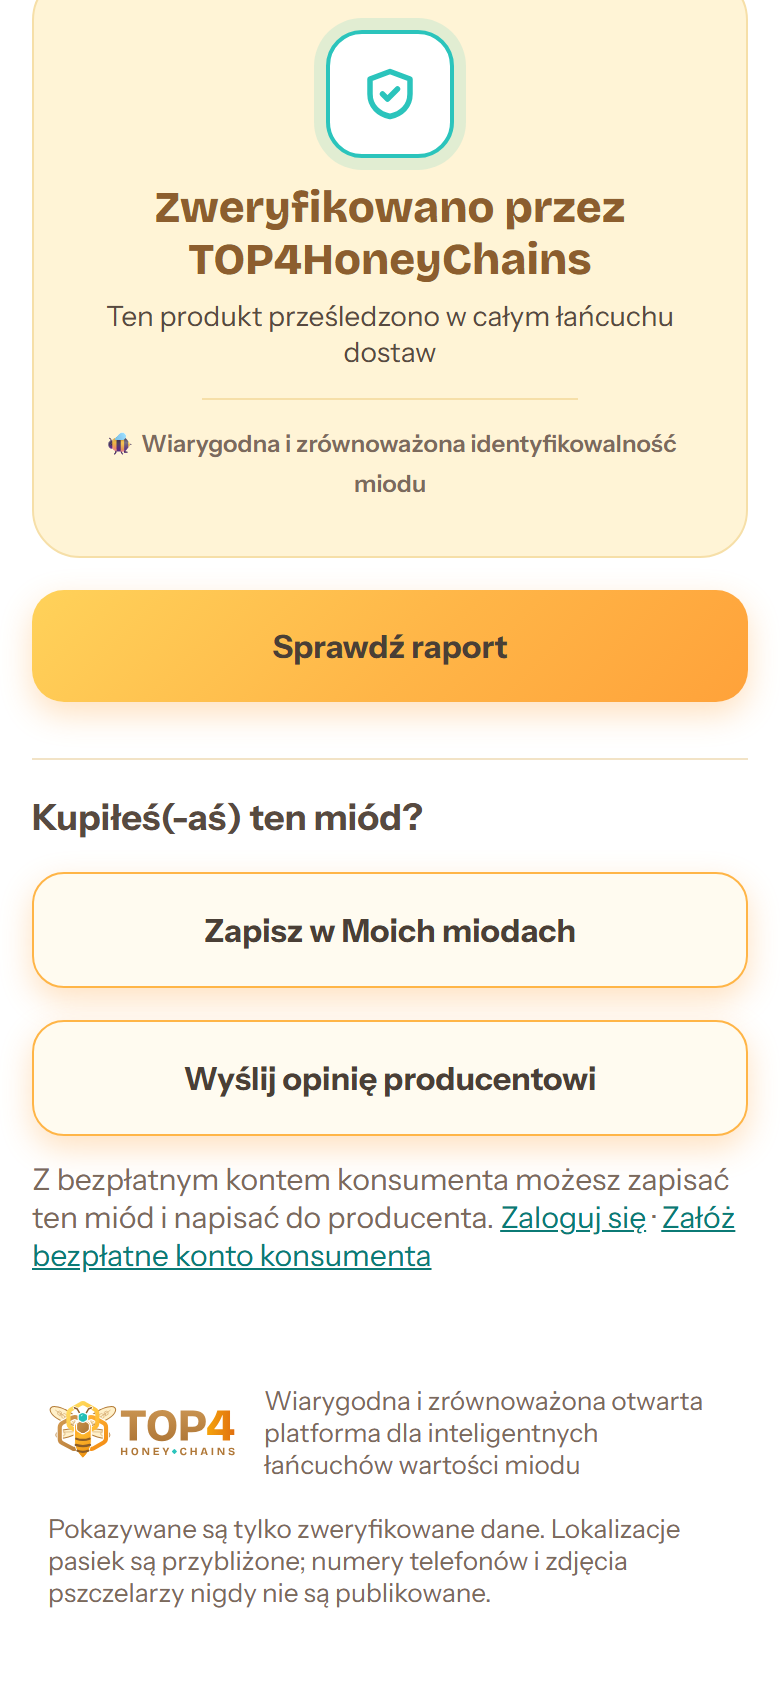 Zweryfikowano przez
TOP4HoneyChains
Ten produkt prześledzono w całym łańcuchu
dostaw
Wiarygodna i zrównoważona identyfikowalność
miodu
Sprawdź raport
Kupiłeś(-aś) ten miód?
Zapisz w Moich miodach
Wyślij opinię producentowi
Z bezpłatnym kontem konsumenta możesz zapisać
ten miód i napisać do producenta. Zaloguj się · Załóż
bezpłatne konto konsumenta
TOP4
HONEY CHAINS
Wiarygodna i zrównoważona otwarta
platforma dla inteligentnych
łańcuchów wartości miodu
Pokazywane są tylko zweryfikowane dane. Lokalizacje
pasiek są przybliżone; numery telefonów i zdjęcia
pszczelarzy nigdy nie są publikowane.